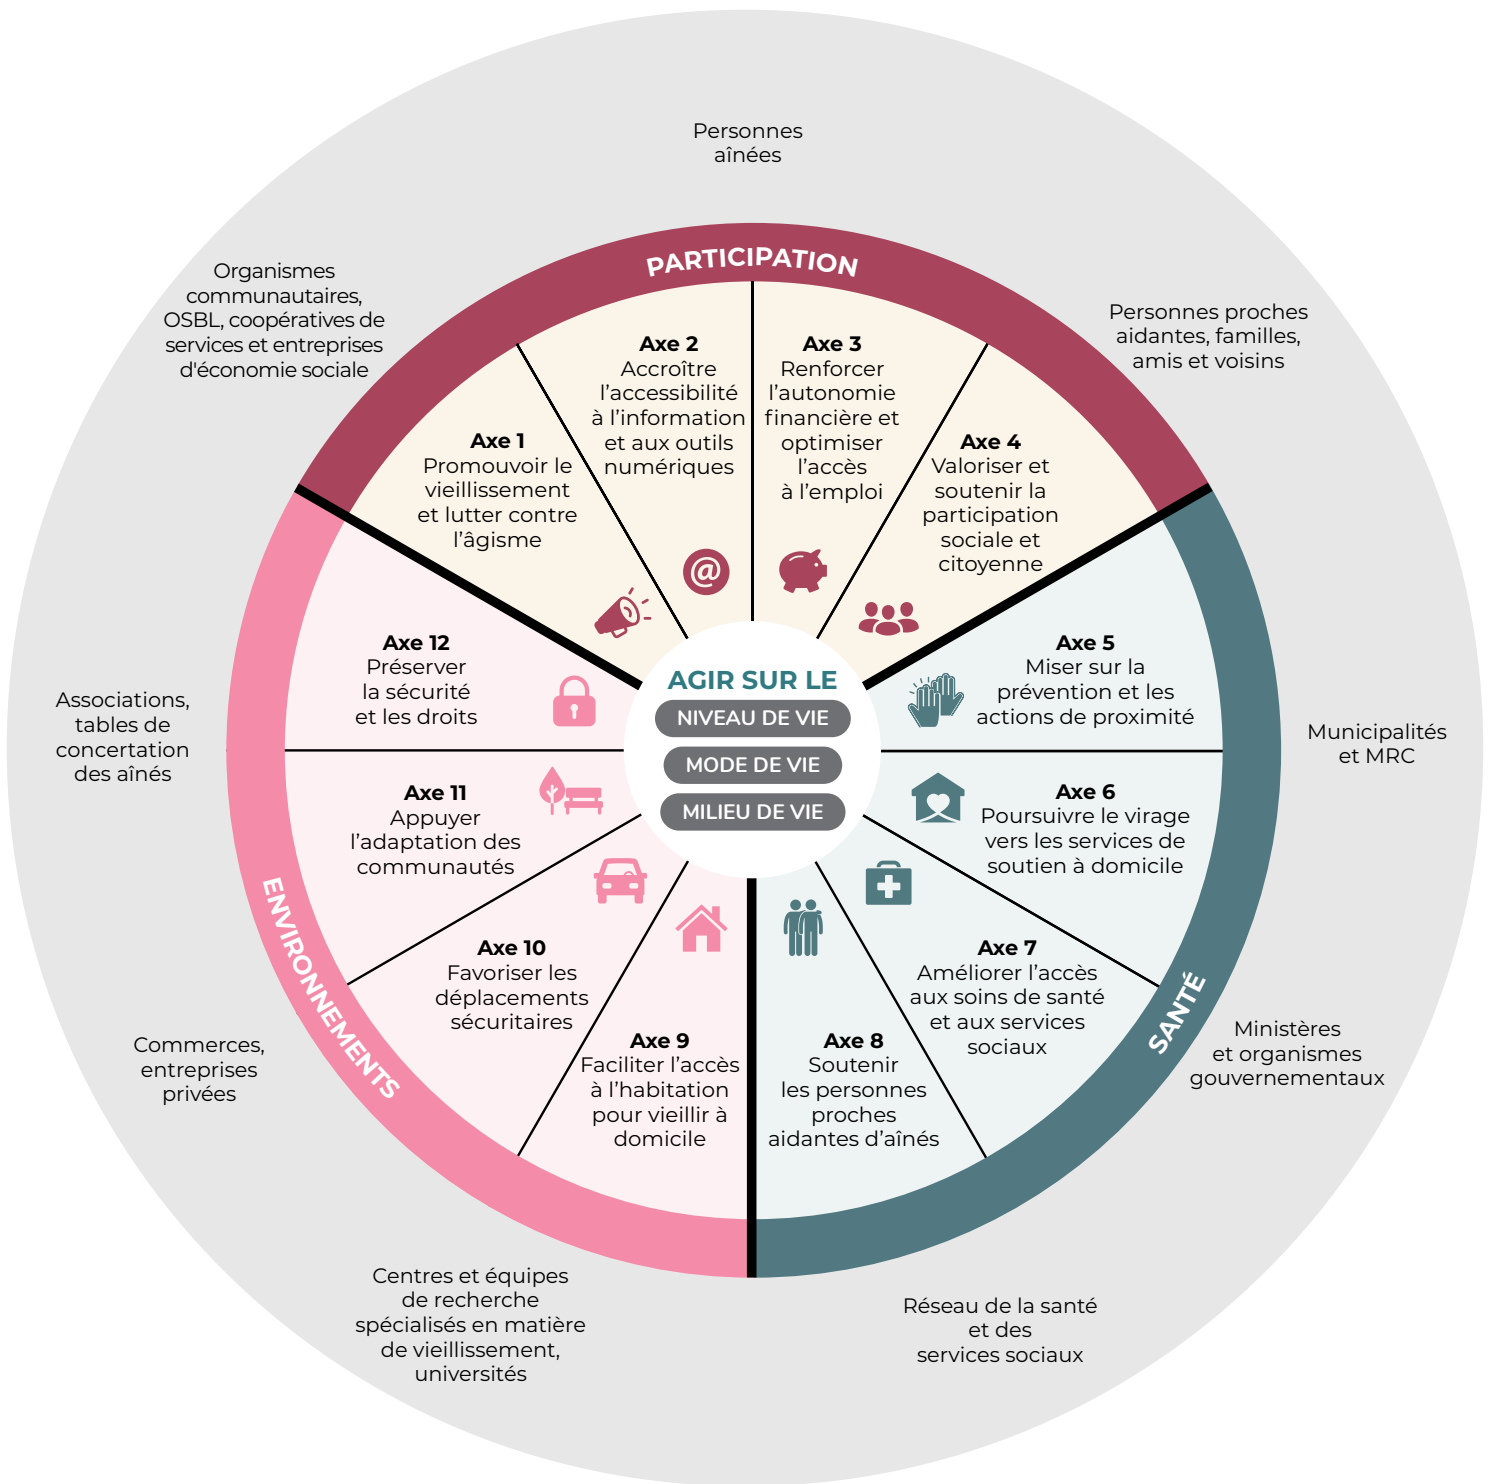 Personnes
aînées
Personnes proches
aidantes, familles,
amis et voisins
Municipalités
et MRC
Ministères
et organismes
gouvernementaux
Réseau de la santé
et des
services sociaux
Centres et équipes
de recherche
spécialisés en matière
de vieillissement,
universités
Commerces,
entreprises
privées
Associations,
tables de
concertation
des aînés
Organismes
communautaires,
OSBL, coopératives de
services et entreprises
d'économie sociale
PARTICIPATION
Axe 1
Promouvoir le
vieillissement
et lutter contre
l’âgisme
Axe 2
Accroître
l’accessibilité
à l’information
et aux outils
numériques
@
Axe 3
Renforcer
l’autonomie
financière et
optimiser
l’accès
à l’emploi
Axe 4
Valoriser et
soutenir la
participation
sociale et
citoyenne
SANTÉ
Axe 5
Miser sur la
prévention et les
actions de proximité
Axe 6
Poursuivre le virage
vers les services de
soutien à domicile
Axe 7
Améliorer l’accès
aux soins de santé
et aux services
sociaux
Axe 8
Soutenir
les personnes
proches
aidantes d’aînés
ENVIRONNEMENTS
Axe 9
Faciliter l’accès
à l’habitation
pour vieillir à
domicile
Axe 10
Favoriser les
déplacements
sécuritaires
Axe 11
Appuyer
l’adaptation des
communautés
Axe 12
Préserver
la sécurité
et les droits
AGIR SUR LE
NIVEAU DE VIE
MODE DE VIE
MILIEU DE VIE